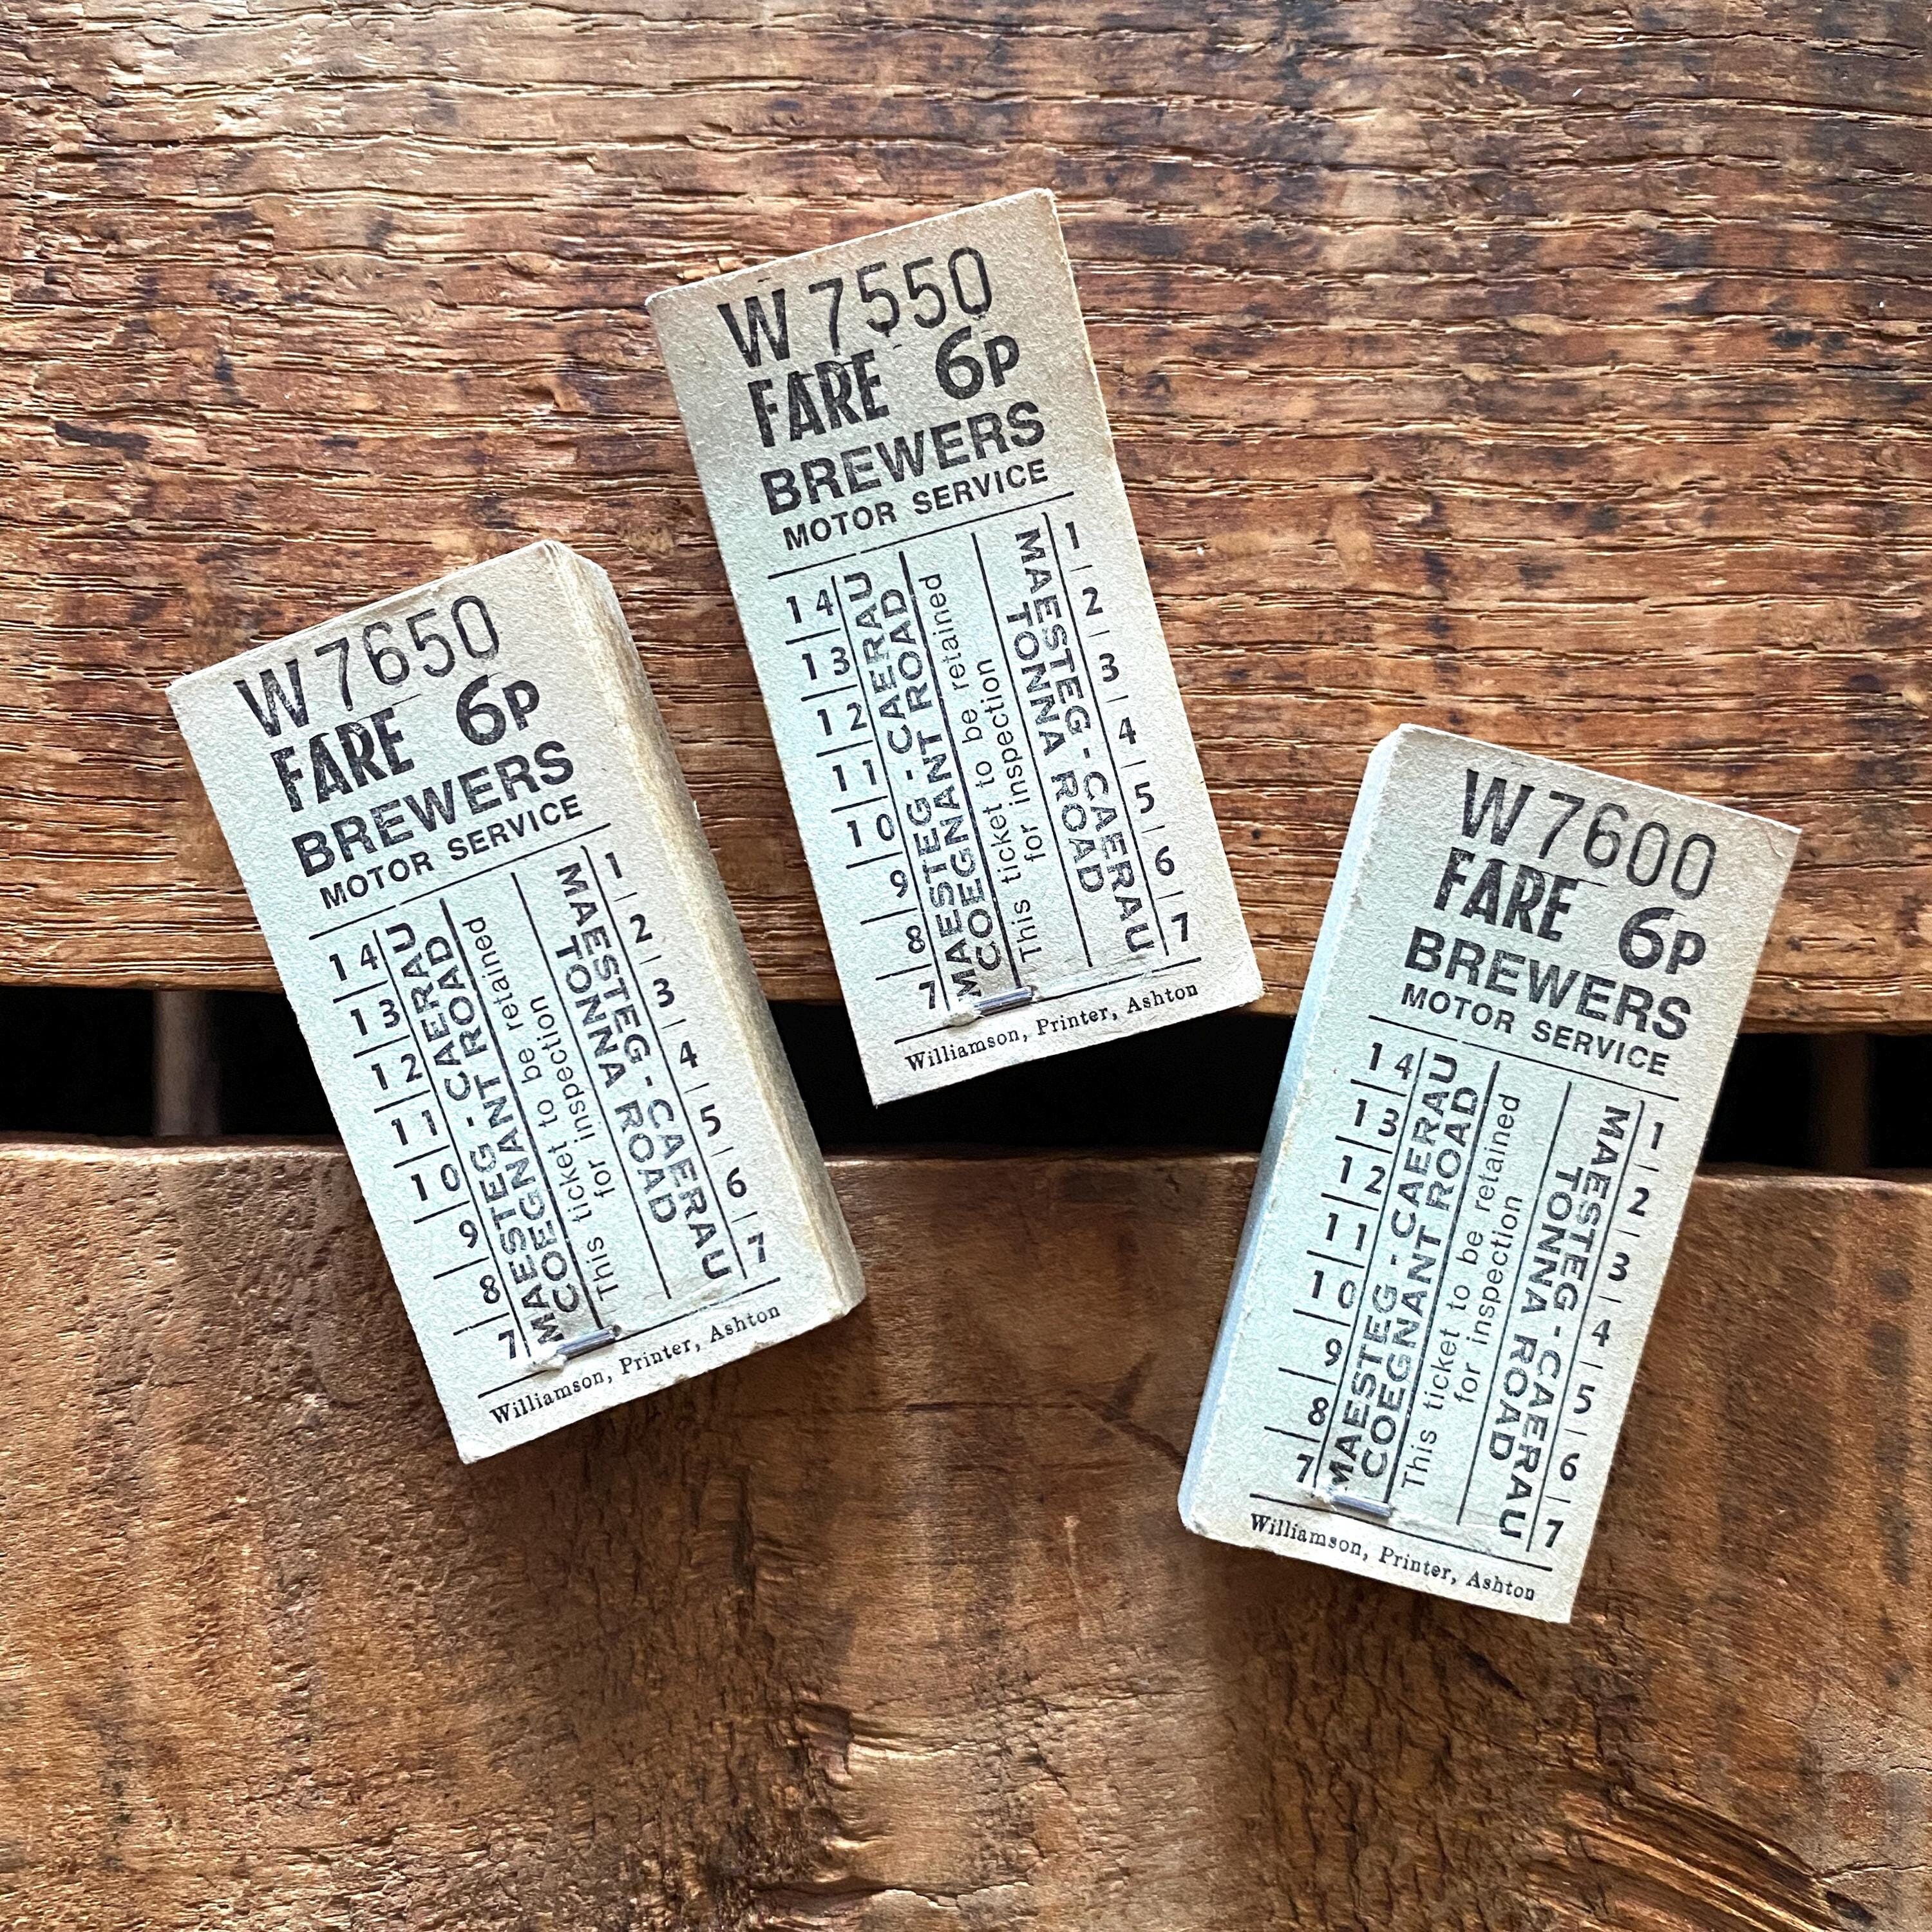 W 7650
FARE 6P
BREWERS
MOTOR SERVICE
14
13
12
11
10
9
8
7
MAESTEG - CAERAU
COEGNANT ROAD
This ticket to be retained
for inspection
MAESTEG - CAERAU
TONNA ROAD
1
2
3
4
5
6
7
Williamson, Printer, Ashton
W 7550
FARE 6P
BREWERS
MOTOR SERVICE
14
13
12
11
10
9
8
7
MAESTEG - CAERAU
COEGNANT ROAD
This ticket to be retained
for inspection
MAESTEG - CAERAU
TONNA ROAD
1
2
3
4
5
6
7
Williamson, Printer, Ashton
W 7600
FARE 6P
BREWERS
MOTOR SERVICE
14
13
12
11
10
9
8
7
MAESTEG - CAERAU
COEGNANT ROAD
This ticket to be retained
for inspection
MAESTEG - CAERAU
TONNA ROAD
1
2
3
4
5
6
7
Williamson, Printer, Ashton